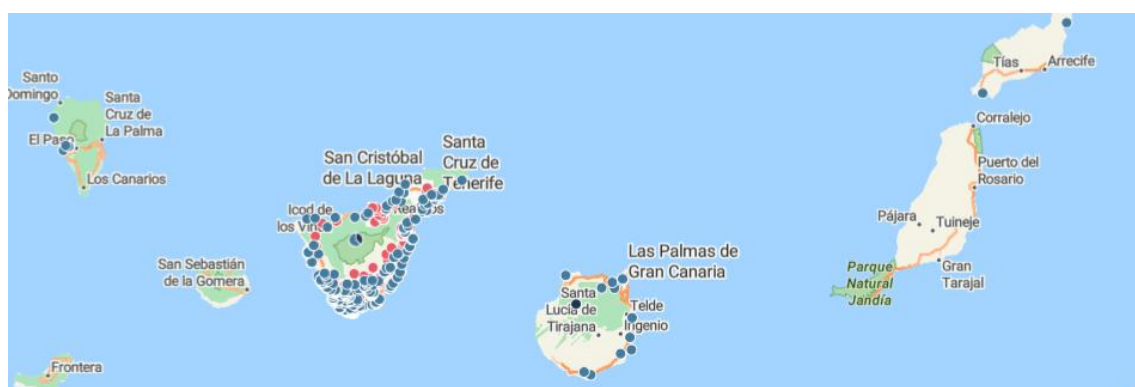 Santo
Domingo
Santa
Cruz de
La Palma
El Paso
Los Canarios
San Sebastián
de la Gomera
Frontera
San Cristóbal
de La Laguna
Santa
Cruz de
Tenerife
Icod de
los Vin
Las Palmas de
Gran Canaria
Santa
Lucía de
Tirajana
Telde
Ingenio
Tías
Arrecife
Corralejo
Puerto del
Rosario
Pájara
Tuineje
Gran
Tarajal
Parque
Natural
Jandía